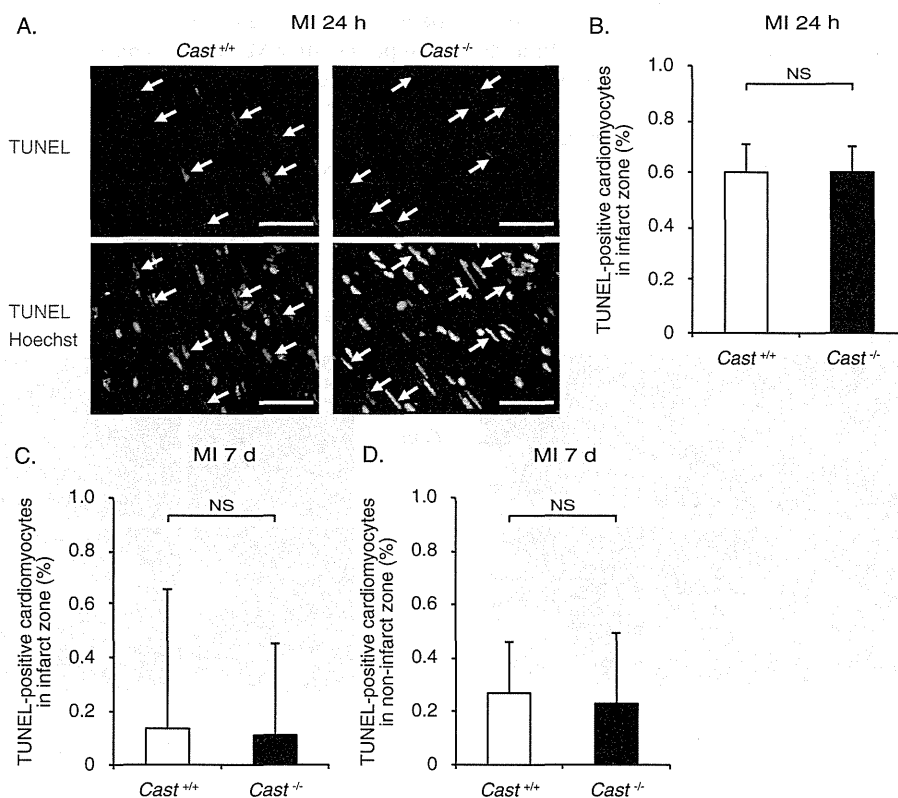 A.
MI 24 h
Cast +/+
Cast -/-
TUNEL
TUNEL
Hoechst
B.
MI 24 h
TUNEL-positive cardiomyocytes
in infarct zone (%)
1.0
0.8
0.6
0.4
0.2
0
NS
Cast +/+
Cast -/-
C.
MI 7 d
TUNEL-positive cardiomyocytes
in infarct zone (%)
1.0
0.8
0.6
0.4
0.2
0
NS
Cast +/+
Cast -/-
D.
MI 7 d
TUNEL-positive cardiomyocytes
in non-infarct zone (%)
1.0
0.8
0.6
0.4
0.2
0
NS
Cast +/+
Cast -/-